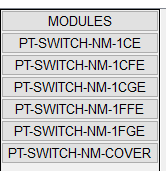 MODULES
PT-SWITCH-NM-1CE
PT-SWITCH-NM-1CFE
PT-SWITCH-NM-1CGE
PT-SWITCH-NM-1FFE
PT-SWITCH-NM-1FGE
PT-SWITCH-NM-COVER